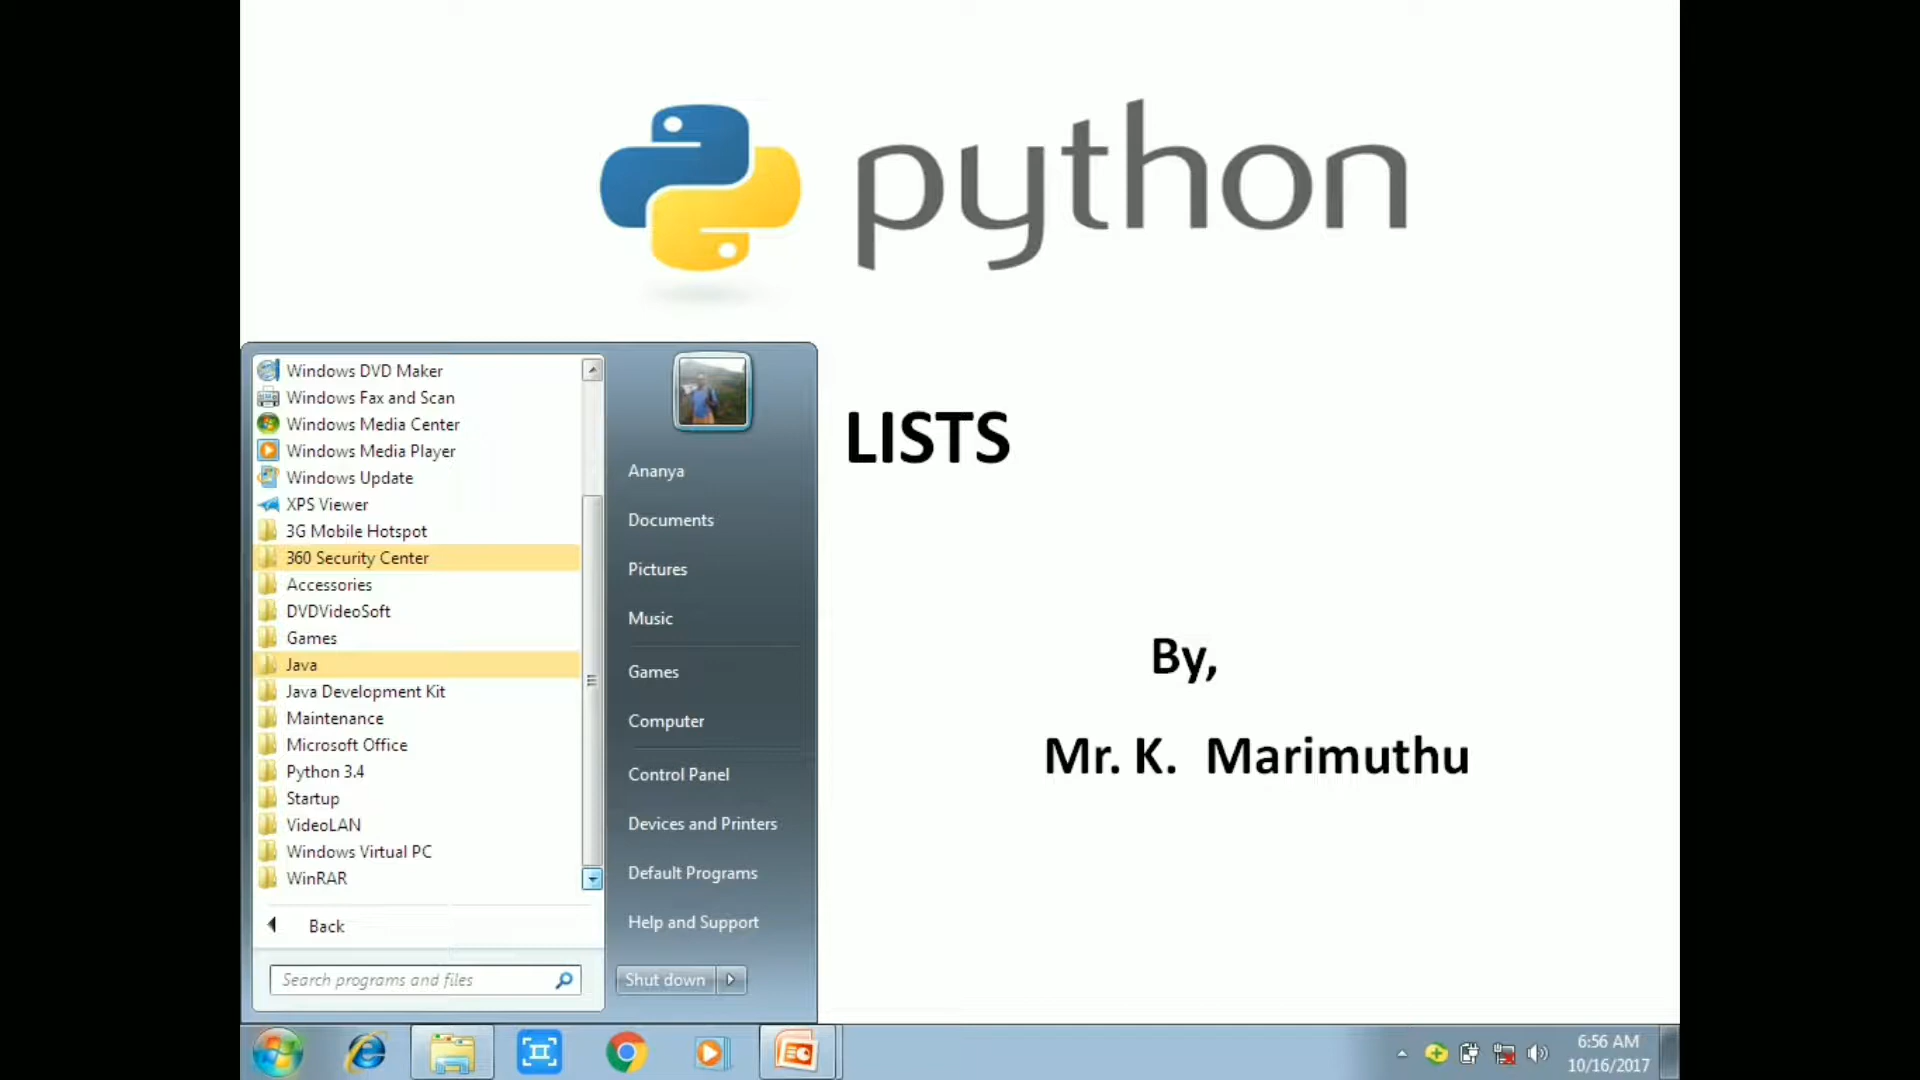 python
LISTS
By,
Mr. K. Marimuthu
Windows DVD Maker
Windows Fax and Scan
Windows Media Center
Windows Media Player
Windows Update
XPS Viewer
3G Mobile Hotspot
360 Security Center
Accessories
DVDVideoSoft
Games
Java
Java Development Kit
Maintenance
Microsoft Office
Python 3.4
Startup
VideoLAN
Windows Virtual PC
WinRAR
Back
Search programs and files
Ananya
Documents
Pictures
Music
Games
Computer
Control Panel
Devices and Printers
Default Programs
Help and Support
Shut down
6:56 AM
10/16/2017